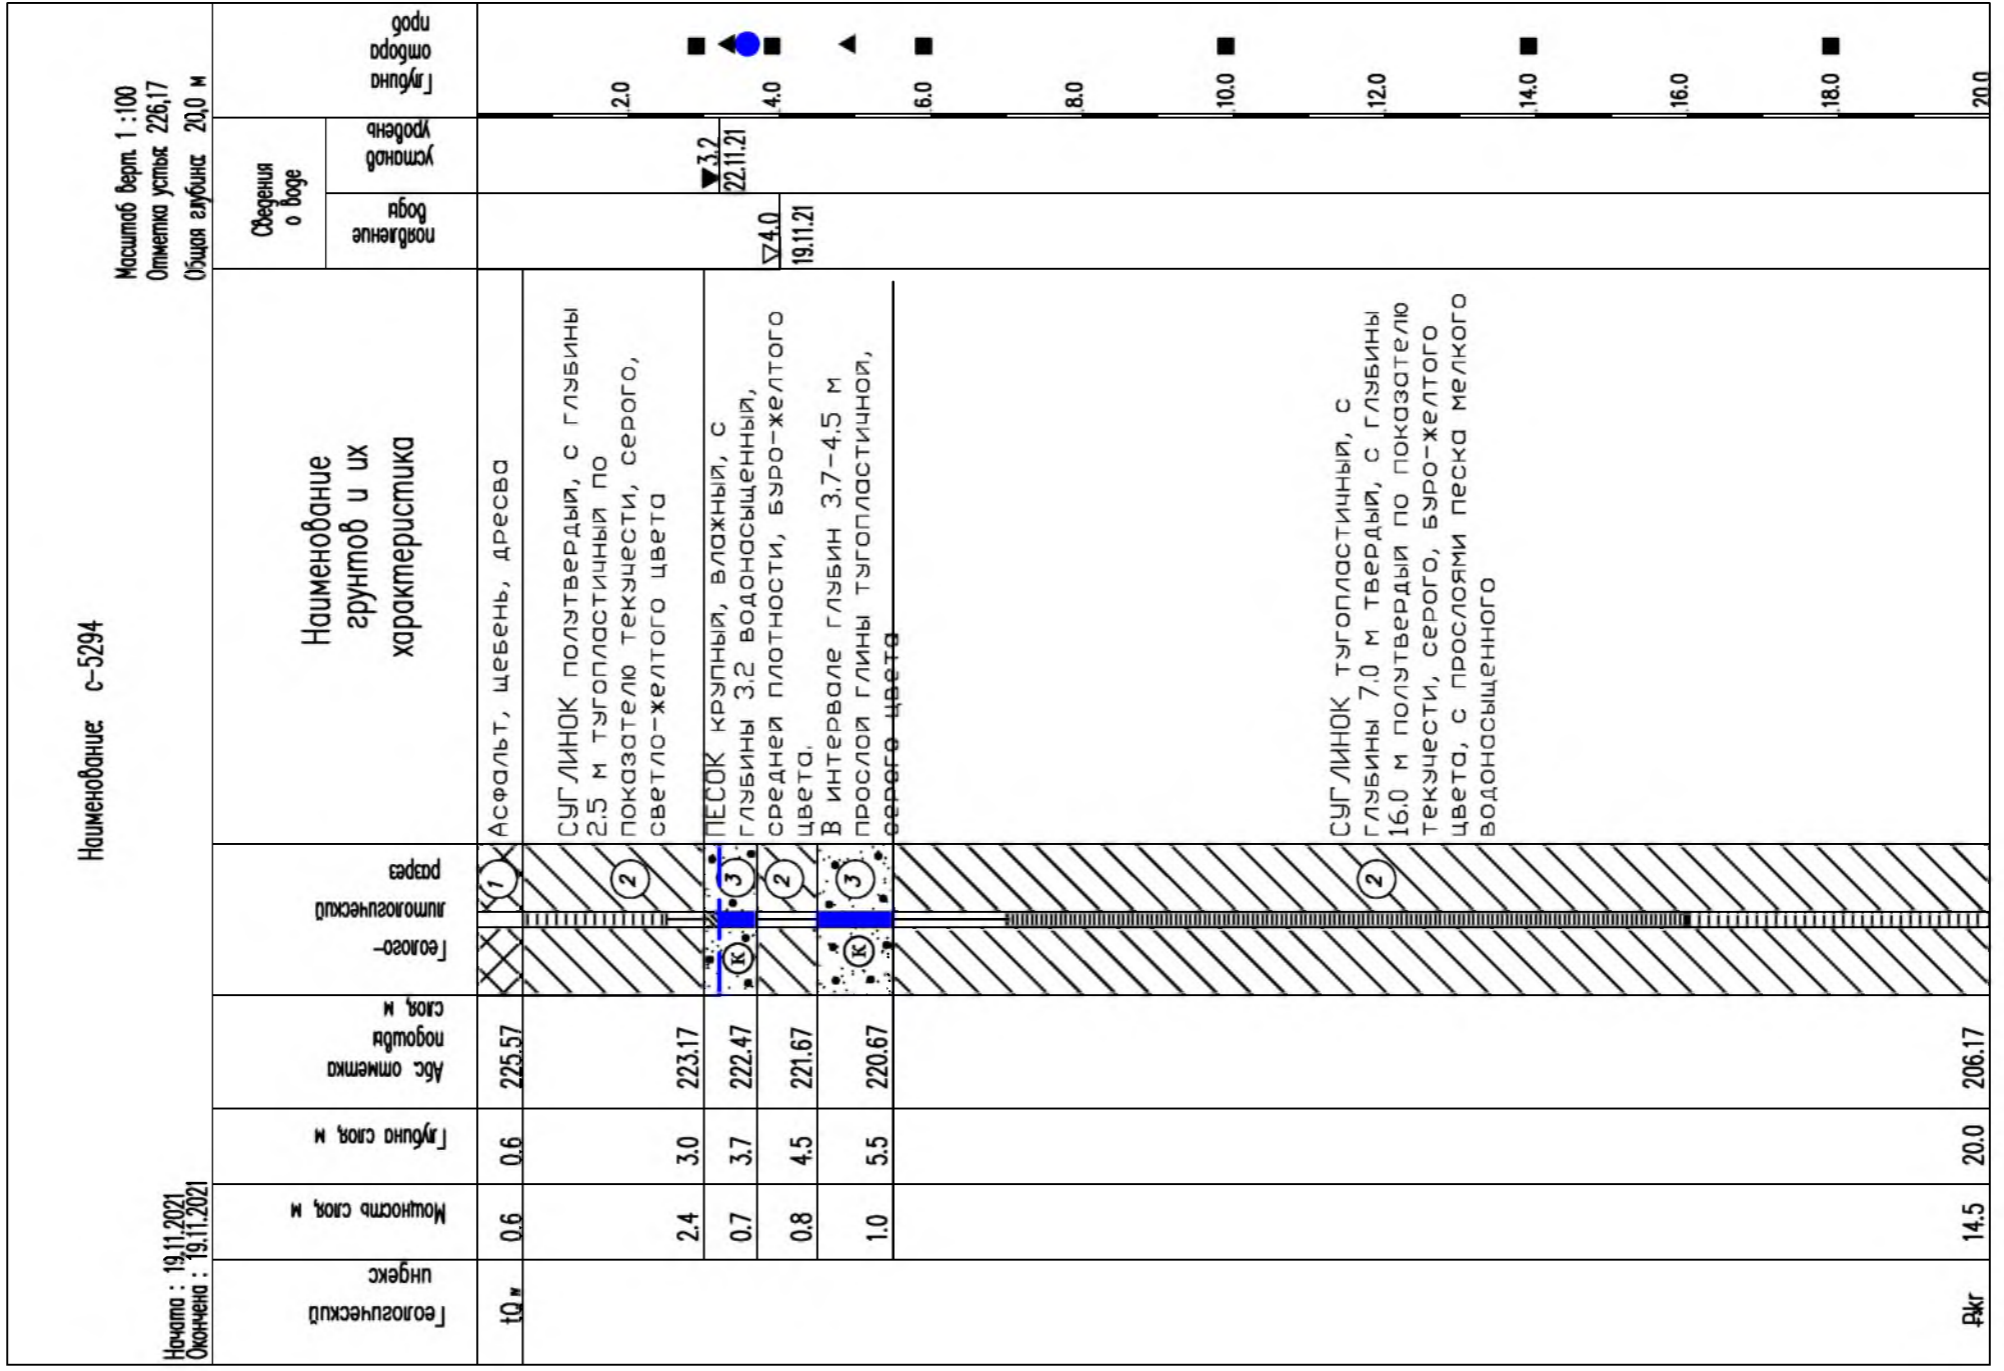 Наименование: с-5294
Начата : 19.11.2021
Окончена : 19.11.2021
Масштаб верт. 1 :100
Отметка устья: 226,17
Общая глубина: 20,0 м
Геологический
индекс
Мощность слоя, м
Глубина слоя, м
Абс. отметка
подошвы
слоя, м
Геолого-
литологический
разрез
Наименование
грунтов и их
характеристика
Сведения
о воде
появление
воды
установ
уровень
Глубина
отбора
проб
tQ
0.6
0.6
225.57
1
Асфальт, щебень, дресва
2.4
3.0
223.17
2
СУГЛИНОК полутвердый, с глубины
2.5 м тугопластичный по
показателю текучести, серого,
светло-желтого цвета
0.7
3.7
222.47
К
3
ПЕСОК крупный, влажный, с
глубины 3.2 водонасыщенный,
средней плотности, буро-желтого
цвета.
В интервале глубин 3.7-4.5 м
прослой глины тугопластичной,
серого цвета
0.8
4.5
221.67
2
1.0
5.5
220.67
К
3
Pkr
14.5
20.0
206.17
2
СУГЛИНОК тугопластичный, с
глубины 7.0 м твердый, с глубины
16.0 м полутвердый по показателю
текучести, серого, буро-желтого
цвета, с прослоями песка мелкого
водонасыщенного
4.0
19.11.21
3.2
22.11.21
2.0
4.0
6.0
8.0
10.0
12.0
14.0
16.0
18.0
20.0